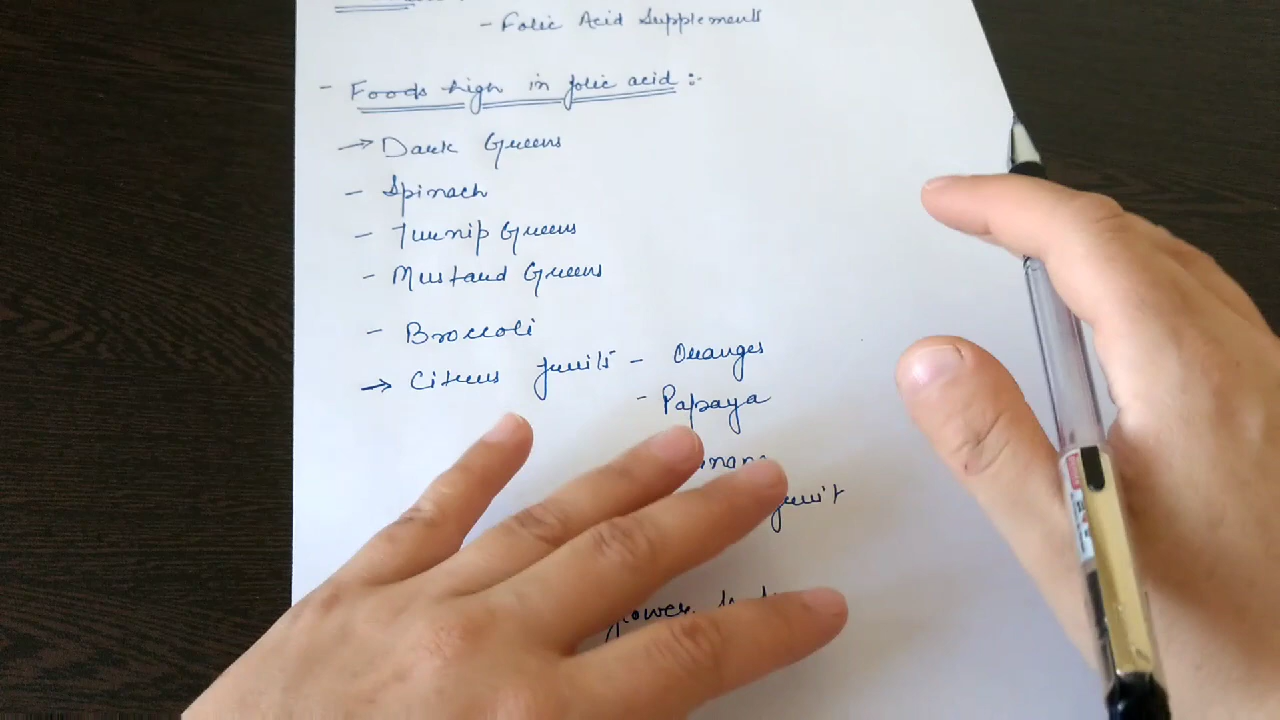 - Folic Acid Supplements
- Foods high in folic acid :-
→ Dark Greens
- Spinach
- Turnip Greens
- Mustard Greens
- Broccoli
→ Citrus fruits - Oranges
- Papaya